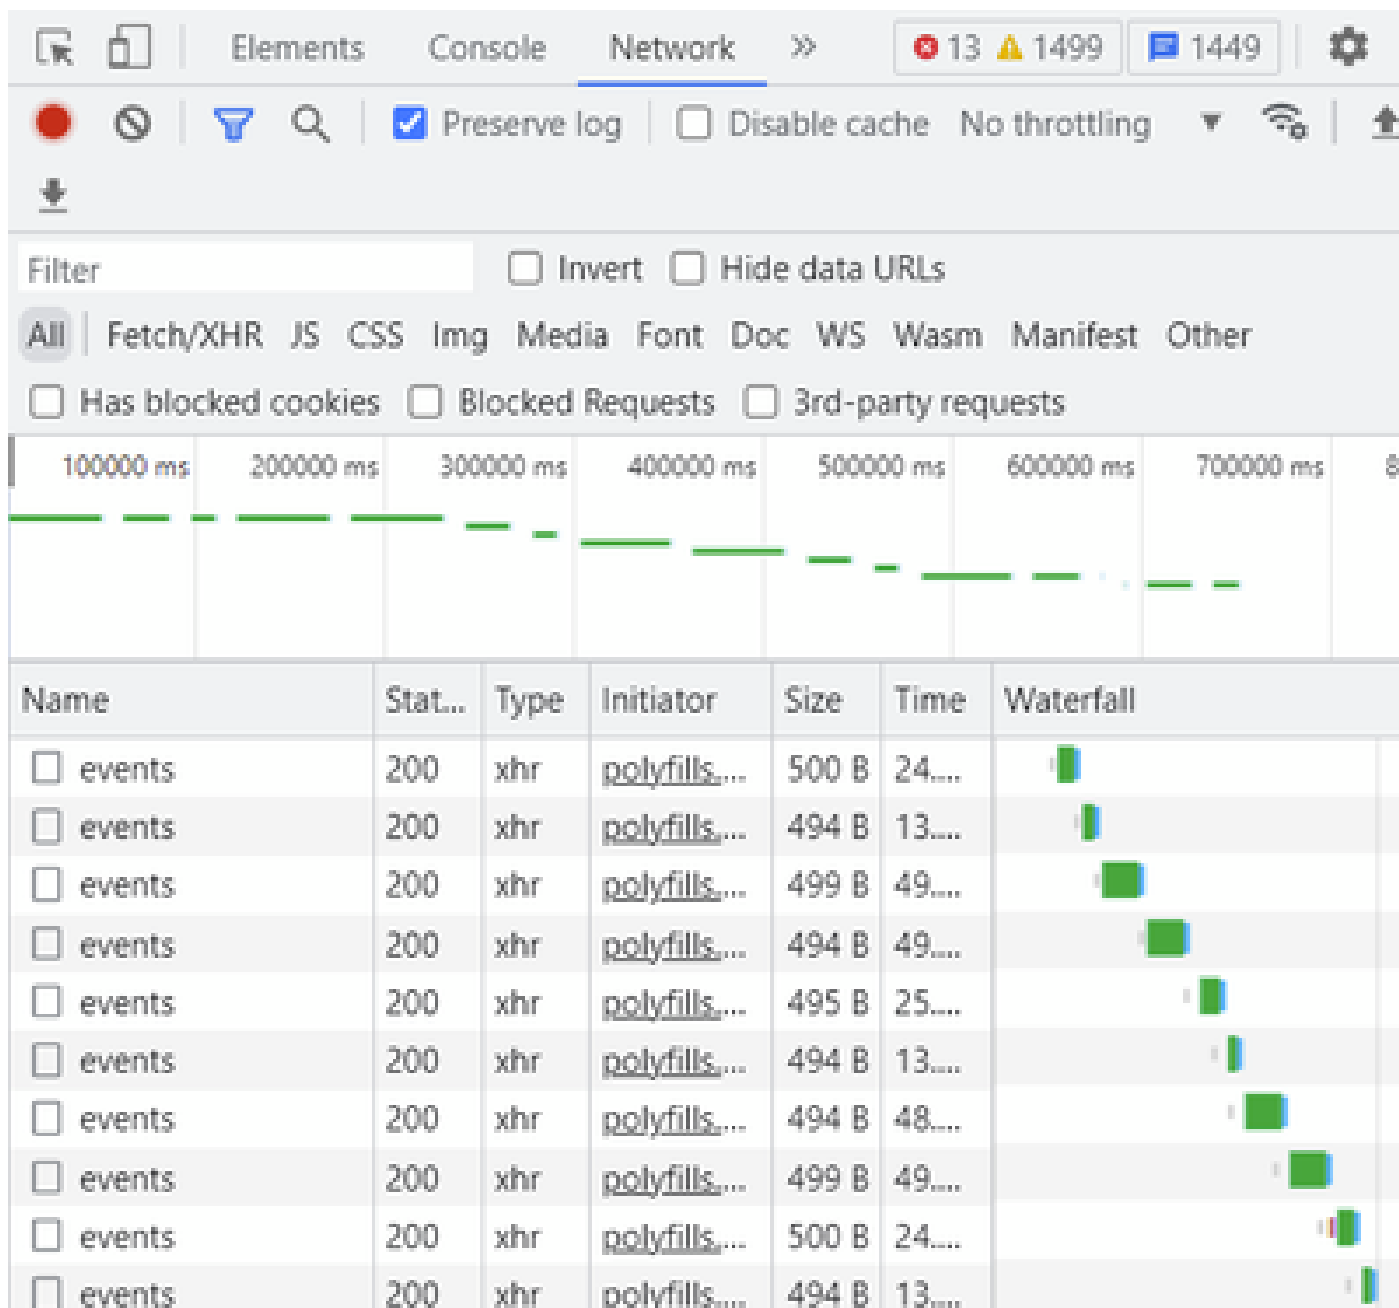 Elements Console Network » 13 1499 1449
Preserve log Disable cache No throttling
Filter Invert Hide data URLs
All Fetch/XHR JS CSS Img Media Font Doc WS Wasm Manifest Other
Has blocked cookies Blocked Requests 3rd-party requests
100000 ms 200000 ms 300000 ms 400000 ms 500000 ms 600000 ms 700000 ms 8
Name Stat... Type Initiator Size Time Waterfall
events 200 xhr polyfills.... 500 B 24....
events 200 xhr polyfills.... 494 B 13....
events 200 xhr polyfills.... 499 B 49....
events 200 xhr polyfills.... 494 B 49....
events 200 xhr polyfills.... 495 B 25....
events 200 xhr polyfills.... 494 B 13....
events 200 xhr polyfills.... 494 B 48....
events 200 xhr polyfills.... 499 B 49....
events 200 xhr polyfills.... 500 B 24....
events 200 xhr polyfills.... 494 B 13....